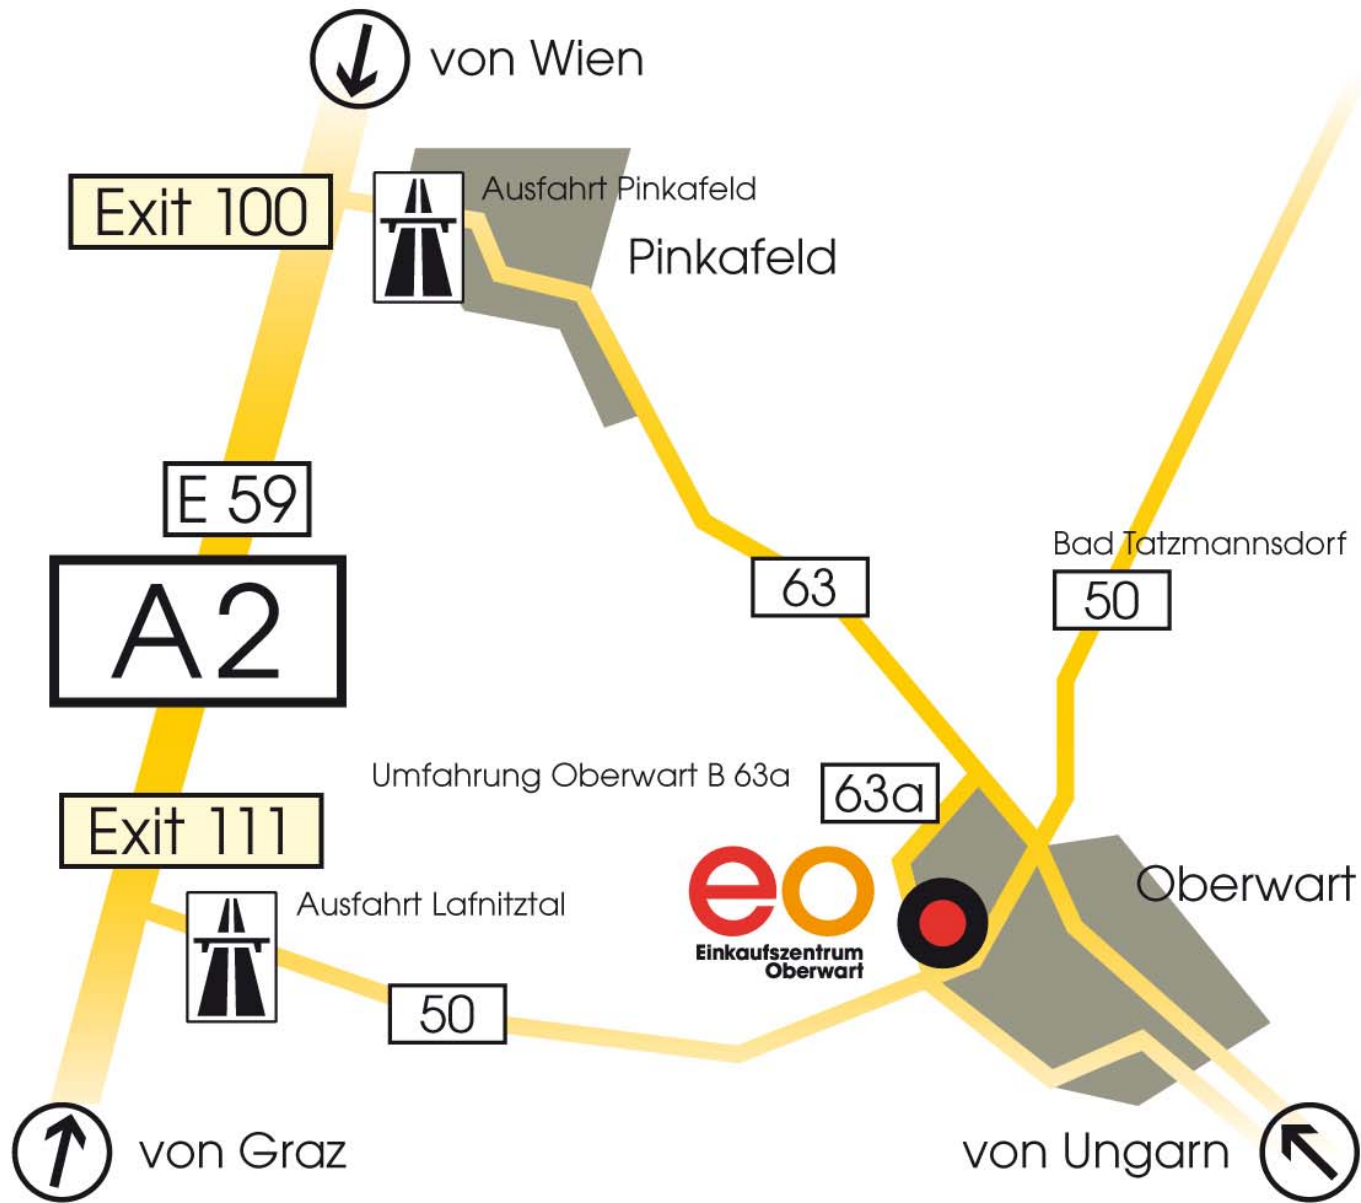 von Wien
Exit 100
Ausfahrt Pinkafeld
Pinkafeld
E 59
A2
63
Bad Tatzmannsdorf
50
Umfahrung Oberwart B 63a
63a
Exit 111
eo
Einkaufszentrum
Oberwart
Oberwart
Ausfahrt Lafnitztal
50
von Graz
von Ungarn